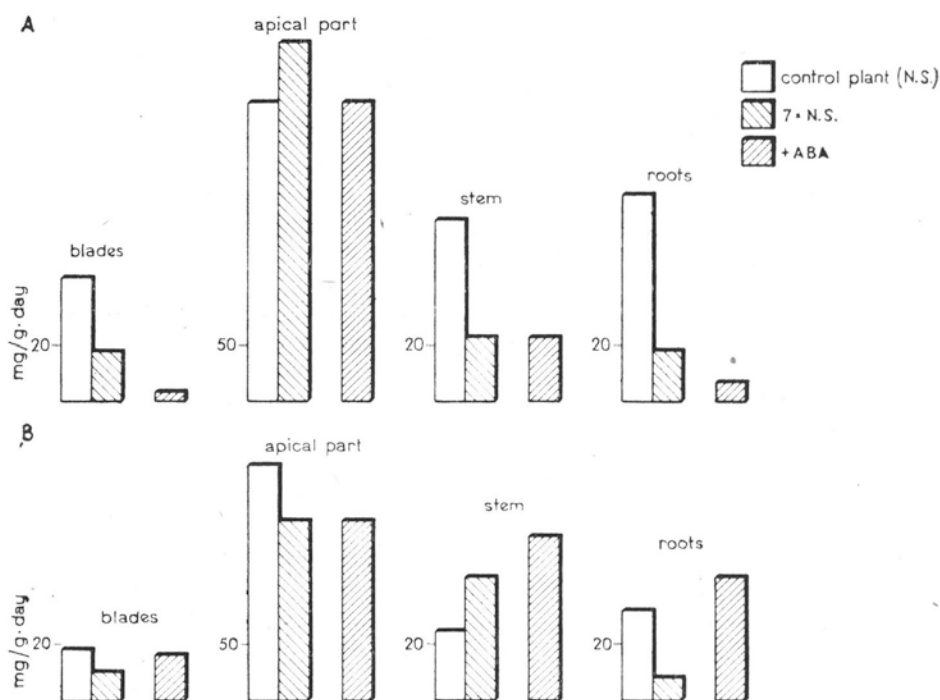 A
apical part
control plant (N.S.)
7 • N.S.
+ ABA
roots
stem
blades
mg/g·day
20
50
20
20
B
apical part
stem
roots
blades
mg/g·day
20
50
20
20